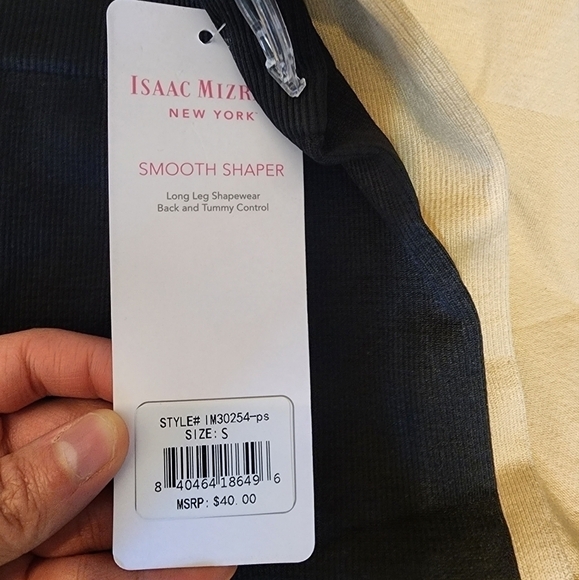 ISAAC
NEW YORK
SMOOTH SHAPER
Long Leg Shapewear
Back and Tummy Control
STYLE# IM30254-ps
SIZE: S
8 40464 18649 6
MSRP: $40.00